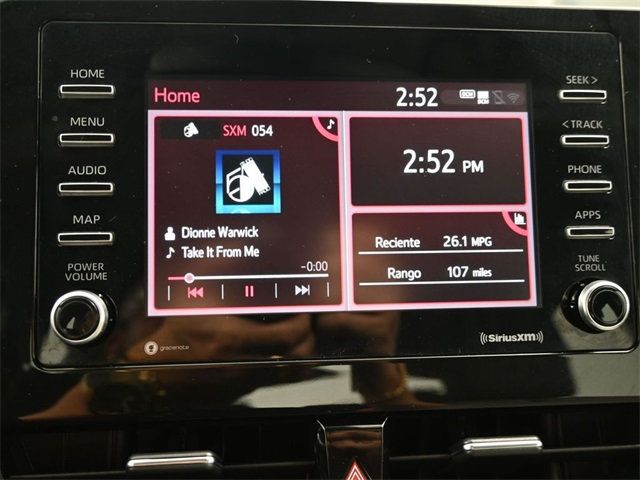 HOME
MENU
AUDIO
MAP
POWER
VOLUME
Home
2:52
SXM 054
Dionne Warwick
Take It From Me
-0:00
2:52 PM
Reciente 26.1 MPG
Rango 107 miles
gracenote
((SiriusXM))
SEEK >
< TRACK
PHONE
APPS
TUNE
SCROLL